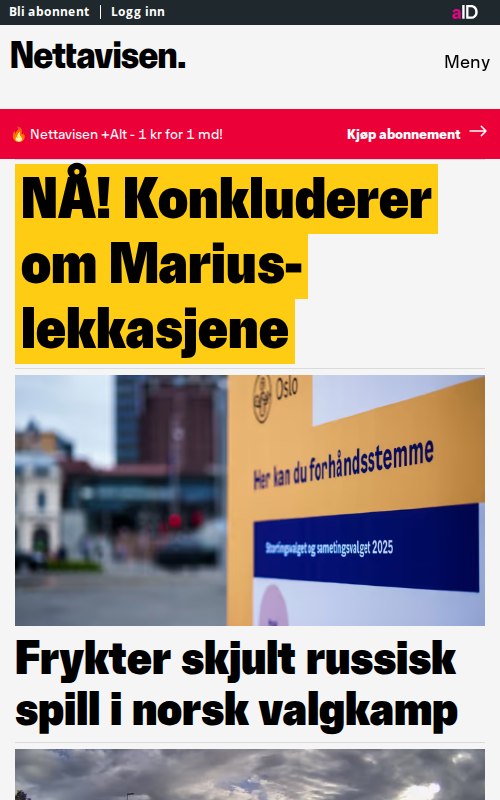 Bli abonnent | Logg inn
aID
Nettavisen.
Meny
🔥 Nettavisen +Alt - 1 kr for 1 md!
Kjøp abonnement →
NÅ! Konkluderer
om Marius-
lekkasjene
Oslo
Her kan du forhåndsstemme
Stortingsvalget og sametingsvalget 2025
Frykter skjult russisk
spill i norsk valgkamp